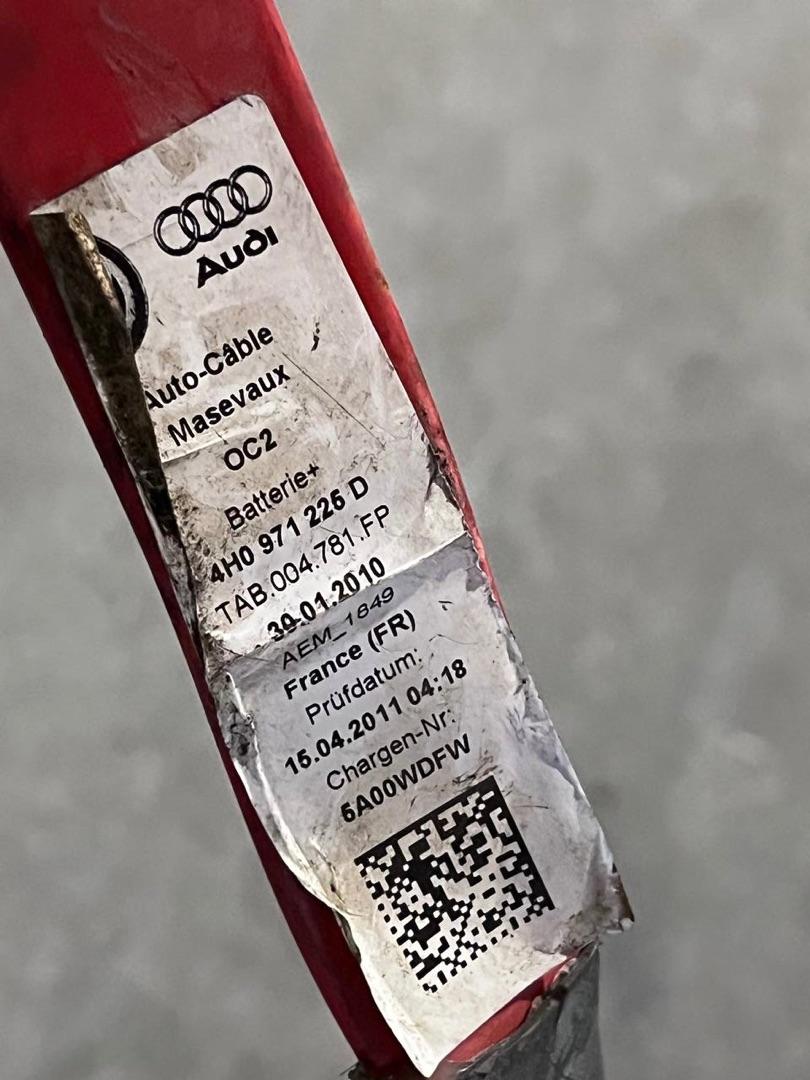 Audi
Auto-Câble
Masevaux
OC2
Batterie+
4H0 971 225 D
TAB.004.781.FP
39.01.2010
AEM_1849
France (FR)
Prüfdatum:
15.04.2011 04:18
Chargen-Nr:
5A00WDFW